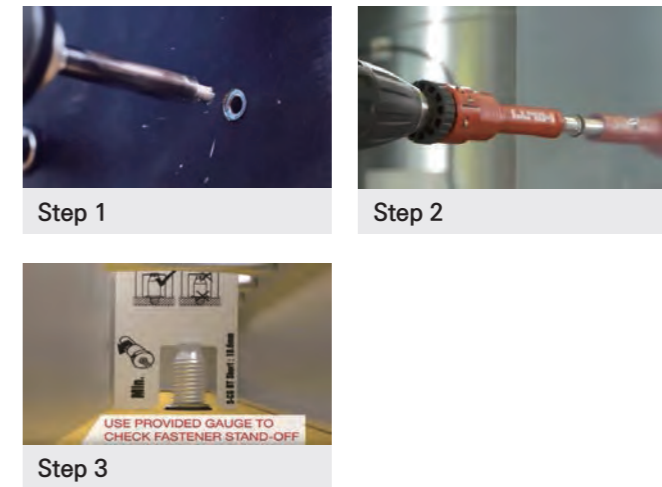 Step 1
Step 2
Min.
USE PROVIDED GAUGE TO
CHECK FASTENER STAND-OFF
Step 3